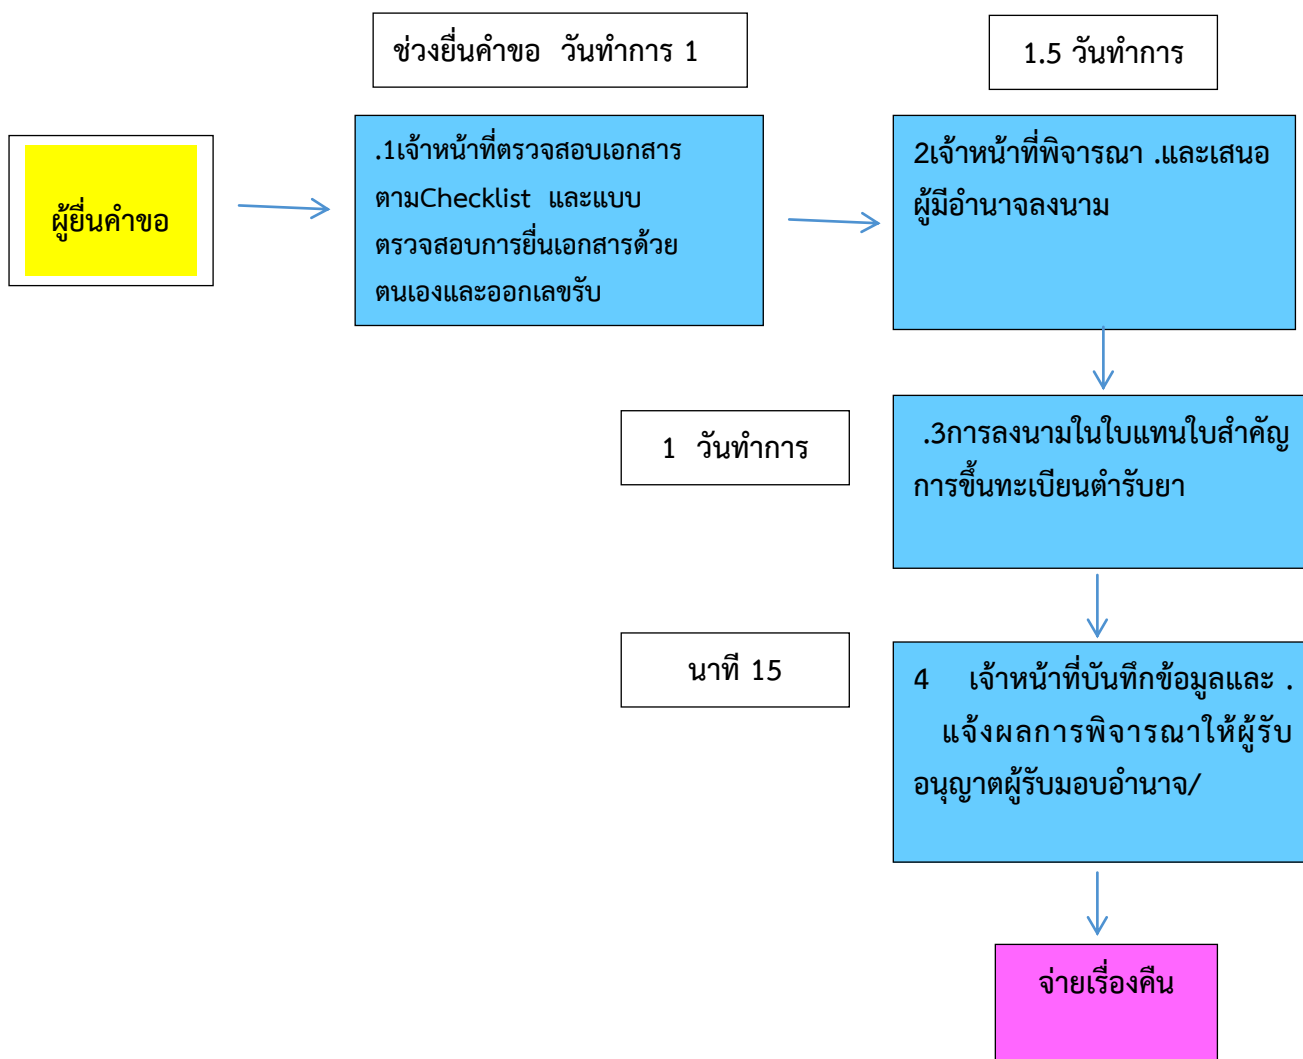 ช่วงยื่นคำขอ วันทำการ 1
1.5 วันทำการ
ผู้ยื่นคำขอ
.1เจ้าหน้าที่ตรวจสอบเอกสาร
ตามChecklist และแบบ
ตรวจสอบการยื่นเอกสารด้วย
ตนเองและออกเลขรับ
2เจ้าหน้าที่พิจารณา .และเสนอ
ผู้มีอำนาจลงนาม
1 วันทำการ
.3การลงนามในใบแทนใบสำคัญ
การขึ้นทะเบียนตำรับยา
นาที 15
4 เจ้าหน้าที่บันทึกข้อมูลและ .
แจ้งผลการพิจารณาให้ผู้รับ
อนุญาตผู้รับมอบอำนาจ/
จ่ายเรื่องคืน